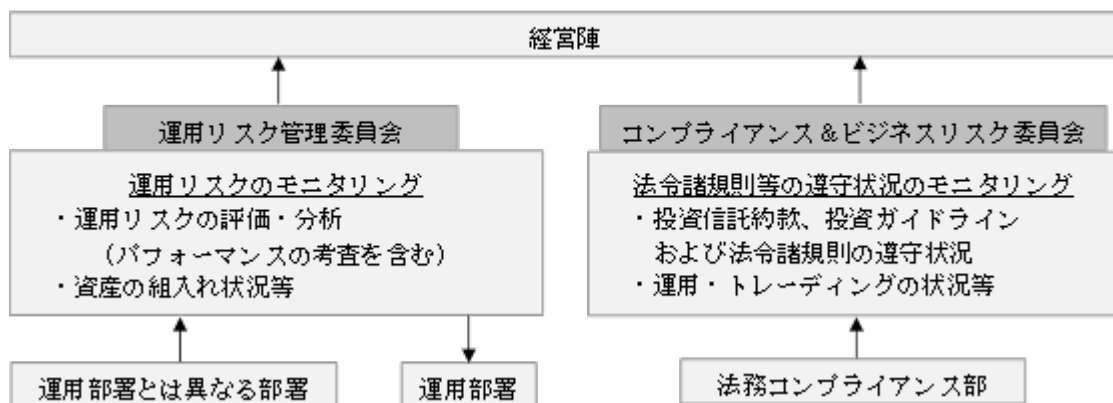 経営陣
運用リスク管理委員会
運用リスクのモニタリング
・運用リスクの評価・分析
（パフォーマンスの考査を含む）
・資産の組入れ状況等
運用部署とは異なる部署
運用部署
コンプライアンス＆ビジネスリスク委員会
法令諸規則等の遵守状況のモニタリング
・投資信託約款、投資ガイドライン
および法令諸規則の遵守状況
・運用・トレーディングの状況等
法務コンプライアンス部